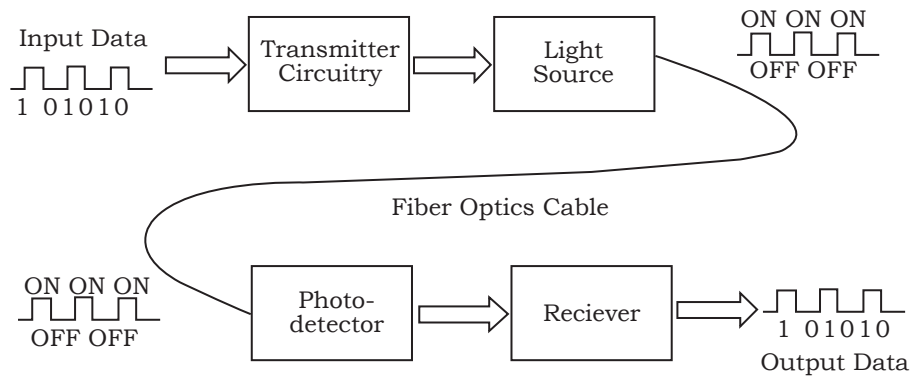 Input Data
1 01010
Transmitter
Circuitry
Light
Source
ON ON ON
OFF OFF
Fiber Optics Cable
ON ON ON
OFF OFF
Photo-
detector
Reciever
1 01010
Output Data